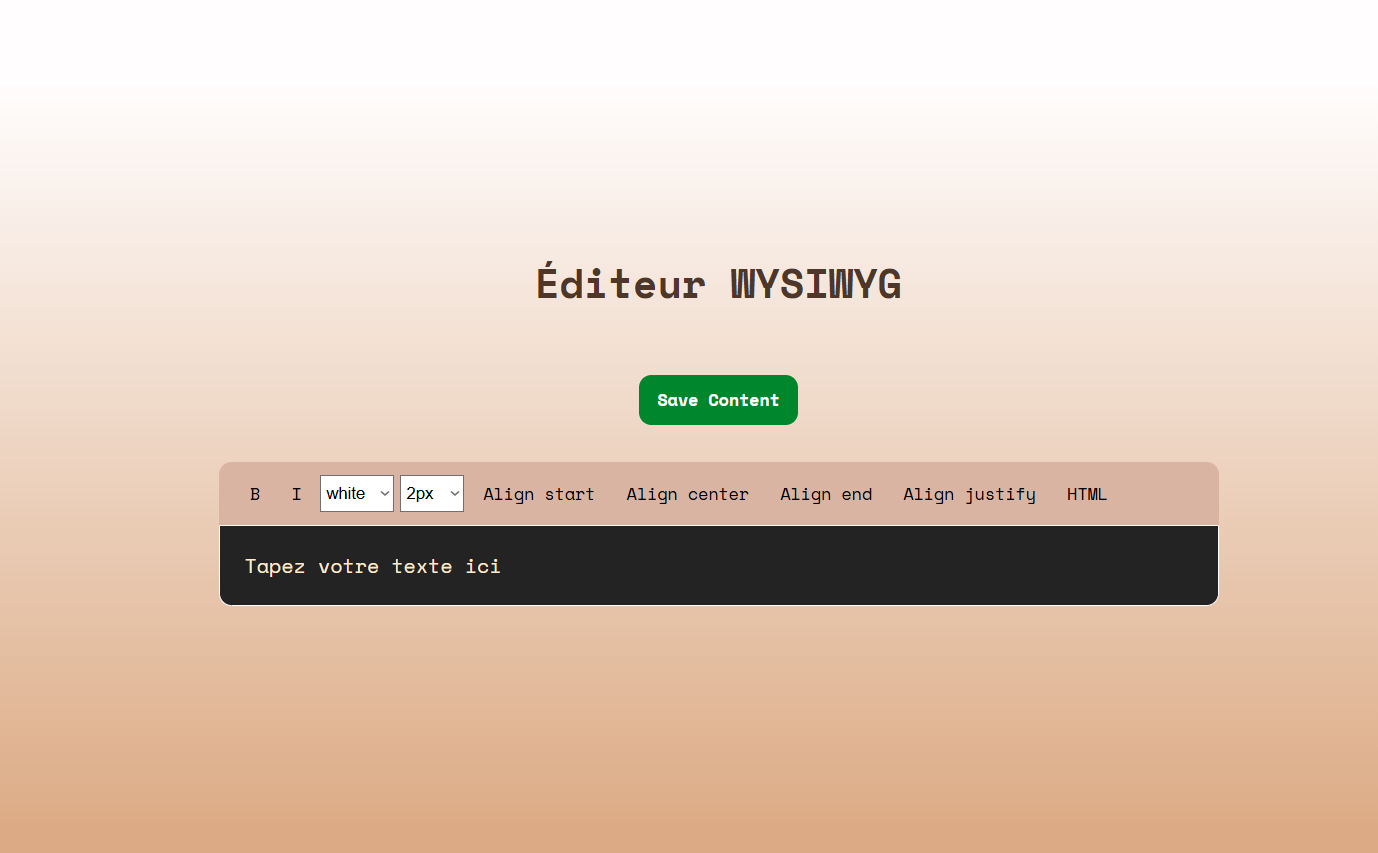 Éditeur WYSIWYG
Save Content
B I white 2px Align start Align center Align end Align justify HTML
Tapez votre texte ici